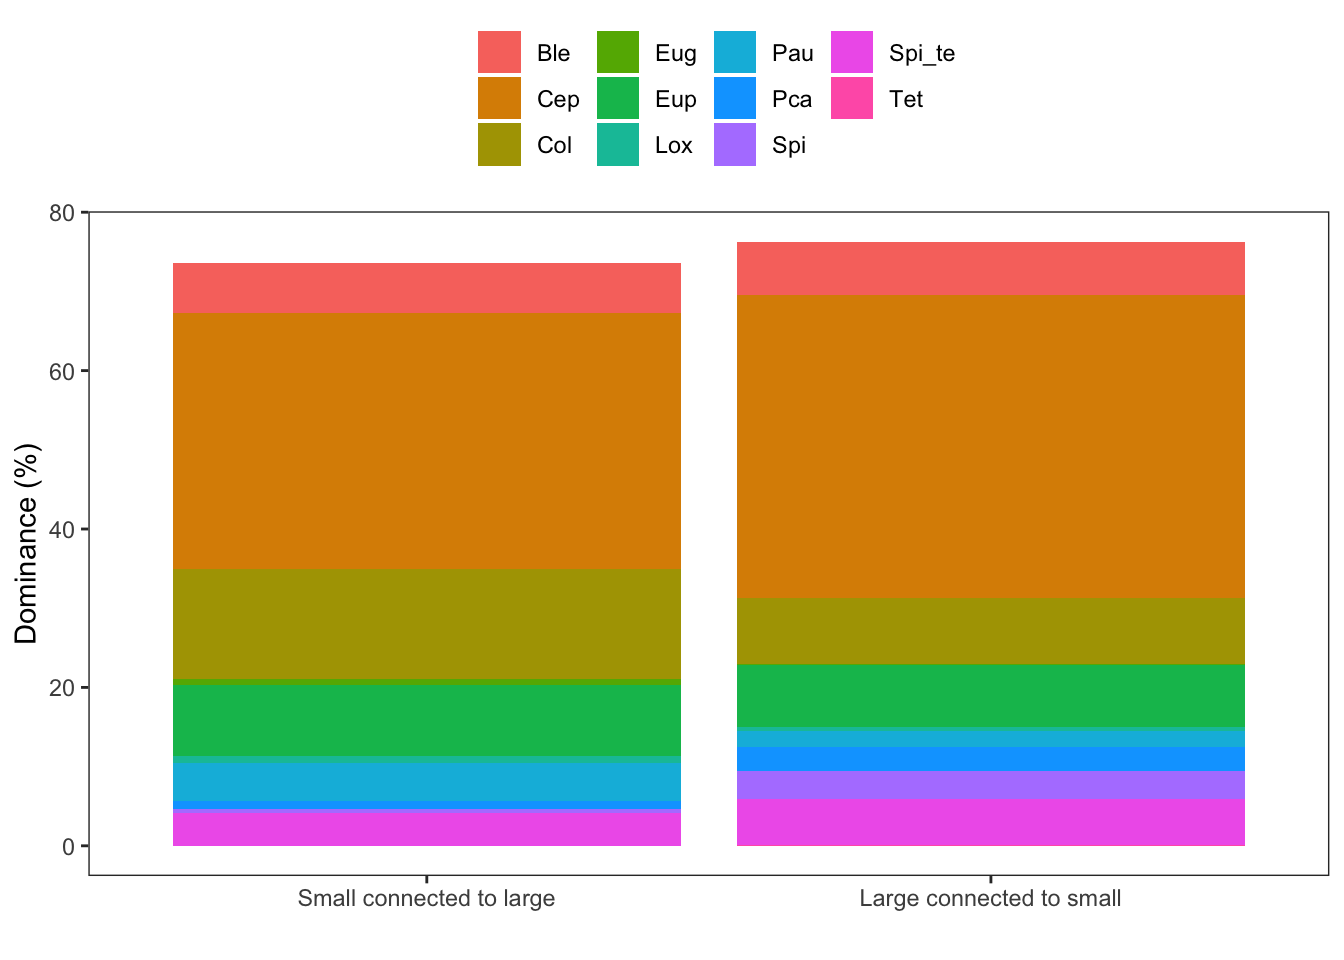 Ble Eug Pau Spi_te
Cep Eup Pca Tet
Col Lox Spi
80
60
40
20
0
Dominance (%)
Small connected to large Large connected to small